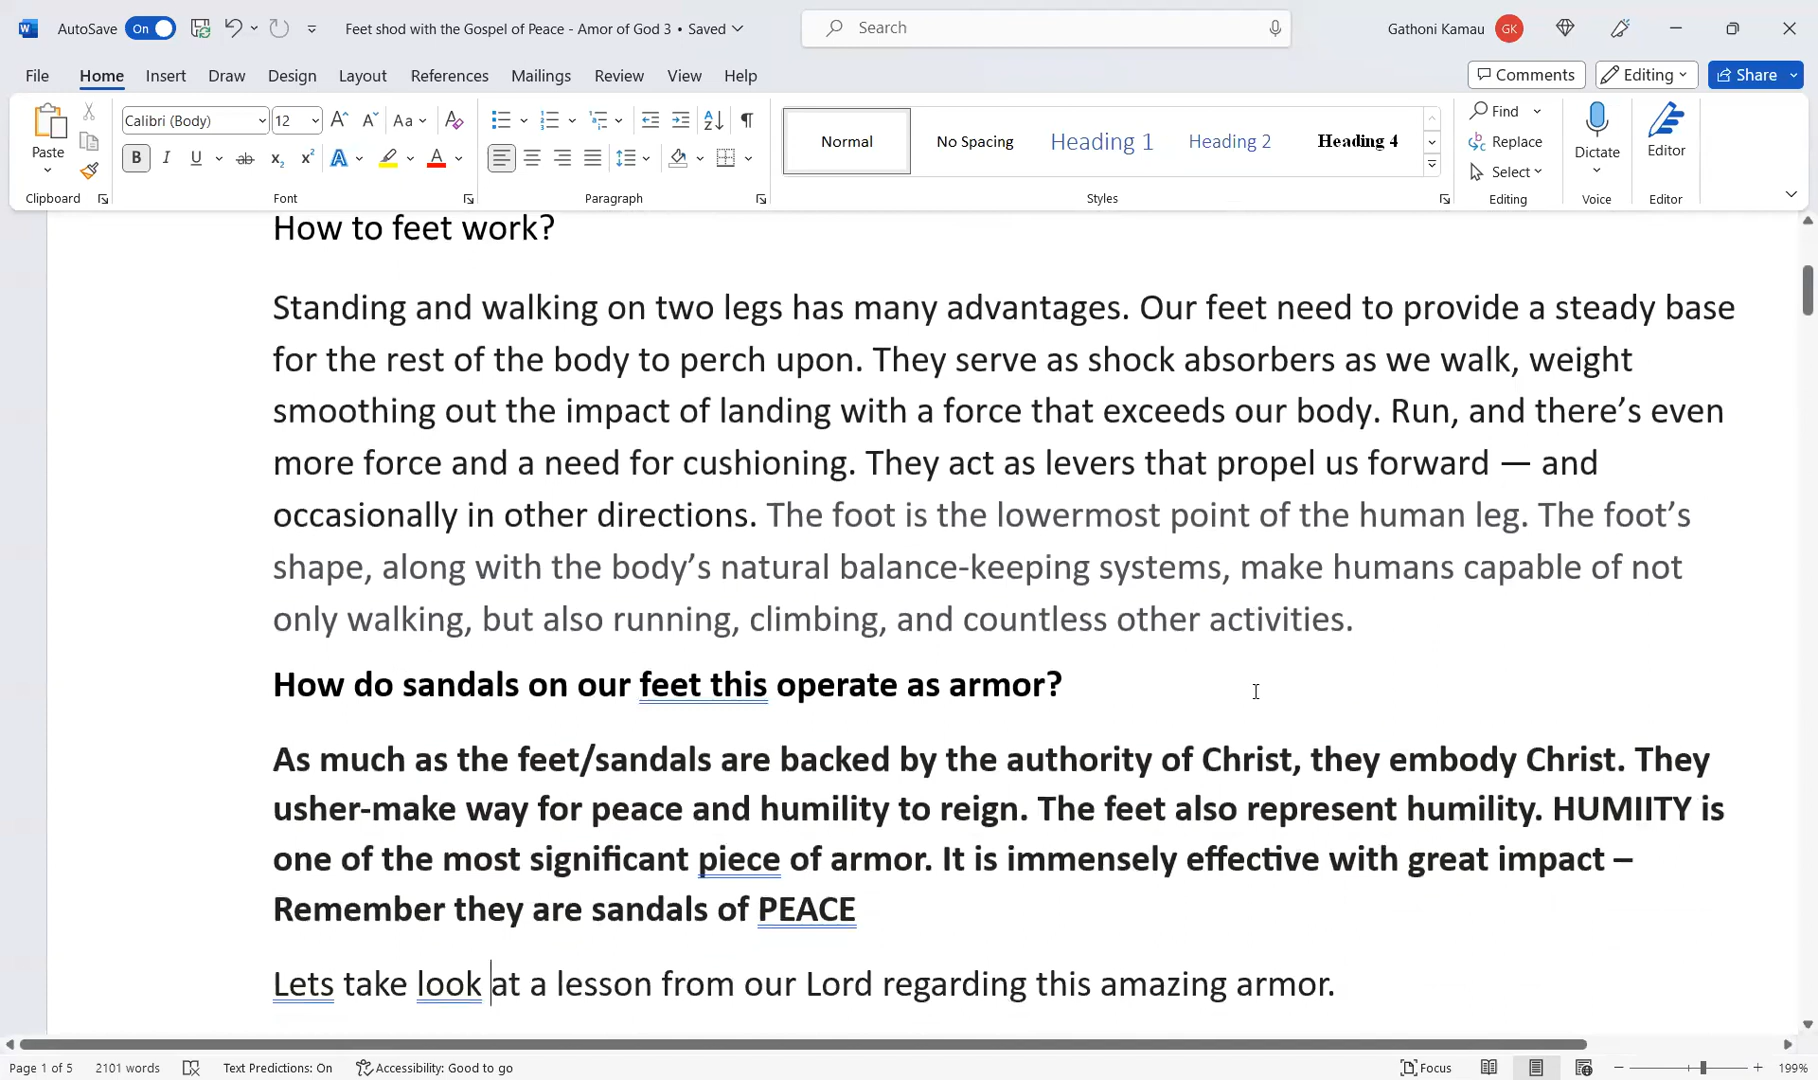 AutoSave On Feet shod with the Gospel of Peace - Amor of God 3 • Saved Search Gathoni Kamau GK
File Home Insert Draw Design Layout References Mailings Review View Help Comments Editing Share
Paste Calibri (Body) 12 Aa Normal No Spacing Heading 1 Heading 2 Heading 4 Find Replace Select Dictate Editor
Clipboard Font Paragraph Styles Editing Voice Editor
How to feet work?
Standing and walking on two legs has many advantages. Our feet need to provide a steady base
for the rest of the body to perch upon. They serve as shock absorbers as we walk, weight
smoothing out the impact of landing with a force that exceeds our body. Run, and there’s even
more force and a need for cushioning. They act as levers that propel us forward — and
occasionally in other directions. The foot is the lowermost point of the human leg. The foot’s
shape, along with the body’s natural balance-keeping systems, make humans capable of not
only walking, but also running, climbing, and countless other activities.
How do sandals on our feet this operate as armor?
As much as the feet/sandals are backed by the authority of Christ, they embody Christ. They
usher-make way for peace and humility to reign. The feet also represent humility. HUMIITY is
one of the most significant piece of armor. It is immensely effective with great impact –
Remember they are sandals of PEACE
Lets take look at a lesson from our Lord regarding this amazing armor.
Page 1 of 5 2101 words Text Predictions: On Accessibility: Good to go Focus 199%